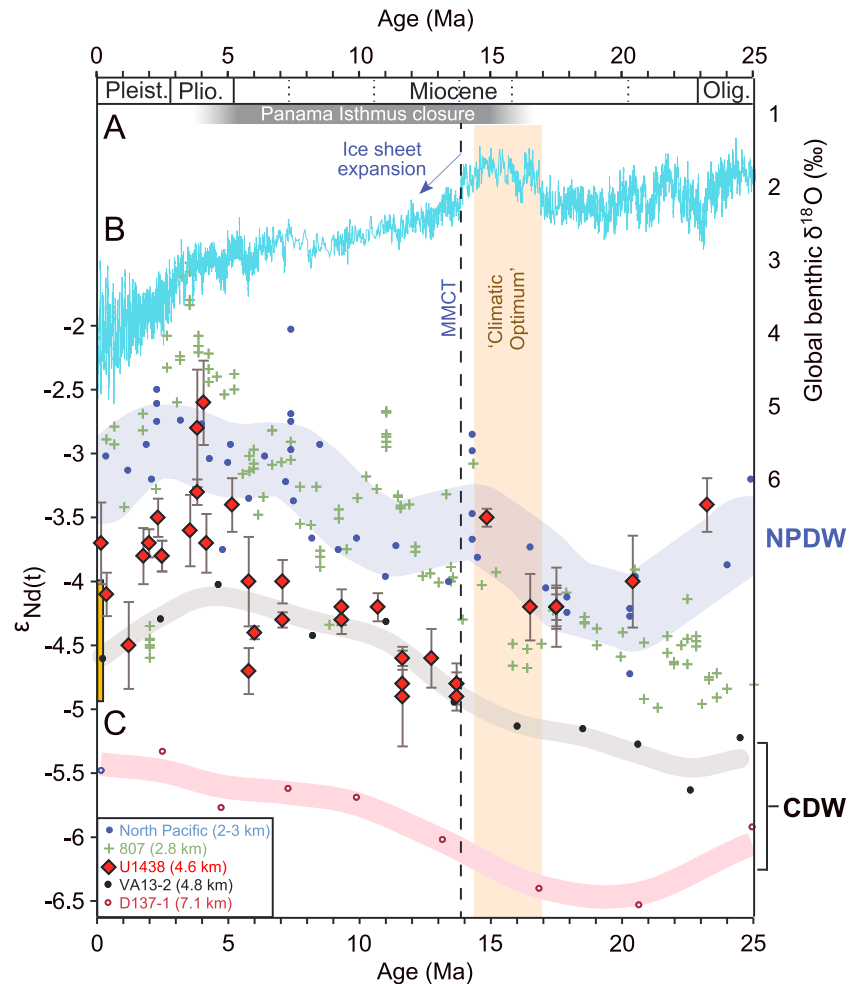 Age (Ma)
0 5 10 15 20 25
Pleist. Plio. Miocene Olig.
Panama Isthmus closure
1
A
Ice sheet
expansion
2
B
Global benthic δ¹⁸O (‰)
3
MMCT
'Climatic
Optimum'
-2
4
-2.5
5
-3
6
-3.5
NPDW
εNd(t)
-4
-4.5
-5
C
-5.5
CDW
-6
-6.5
North Pacific (2-3 km)
807 (2.8 km)
U1438 (4.6 km)
VA13-2 (4.8 km)
D137-1 (7.1 km)
0 5 10 15 20 25
Age (Ma)